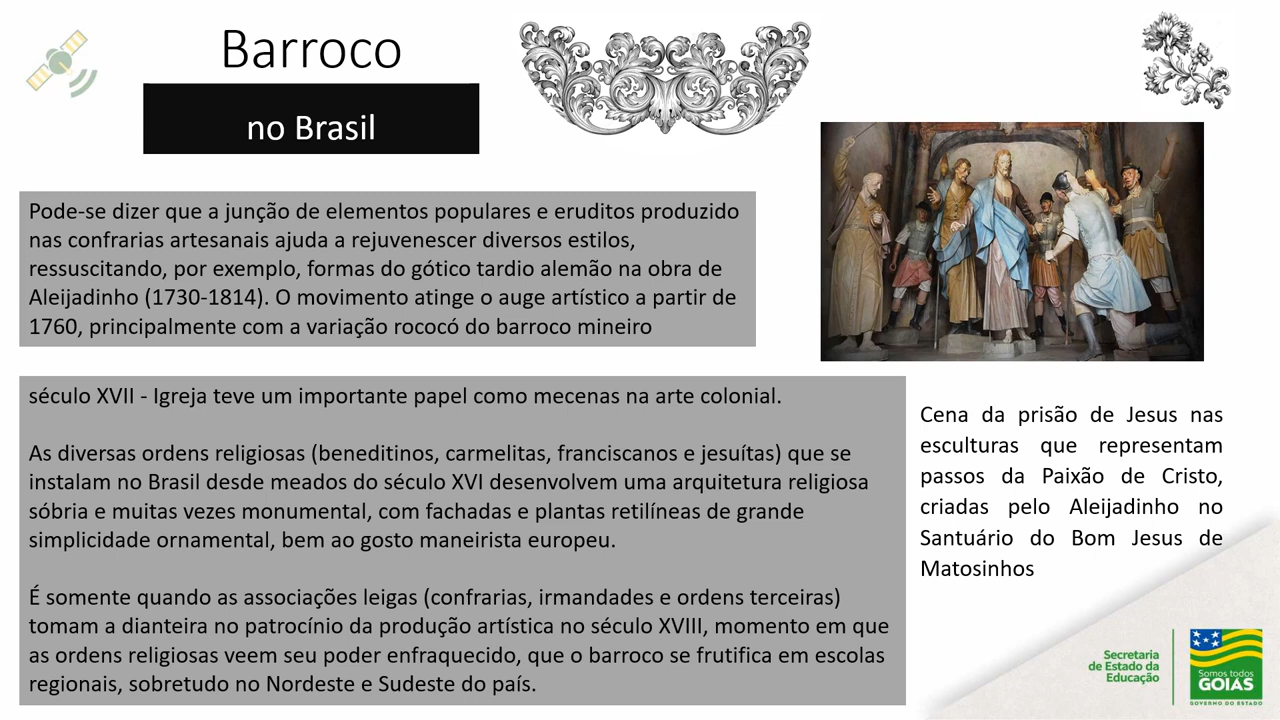 Barroco
no Brasil
Pode-se dizer que a junção de elementos populares e eruditos produzido
nas confrarias artesanais ajuda a rejuvenescer diversos estilos,
ressuscitando, por exemplo, formas do gótico tardio alemão na obra de
Aleijadinho (1730-1814). O movimento atinge o auge artístico a partir de
1760, principalmente com a variação rococó do barroco mineiro
século XVII - Igreja teve um importante papel como mecenas na arte colonial.
As diversas ordens religiosas (beneditinos, carmelitas, franciscanos e jesuítas) que se
instalam no Brasil desde meados do século XVI desenvolvem uma arquitetura religiosa
sóbria e muitas vezes monumental, com fachadas e plantas retilíneas de grande
simplicidade ornamental, bem ao gosto maneirista europeu.
É somente quando as associações leigas (confrarias, irmandades e ordens terceiras)
tomam a dianteira no patrocínio da produção artística no século XVIII, momento em que
as ordens religiosas veem seu poder enfraquecido, que o barroco se frutifica em escolas
regionais, sobretudo no Nordeste e Sudeste do país.
Cena da prisão de Jesus nas
esculturas que representam
passos da Paixão de Cristo,
criadas pelo Aleijadinho no
Santuário do Bom Jesus de
Matosinhos
Secretaria
de Estado da
Educação
Somos todos
GOIÁS
GOVERNO DO ESTADO